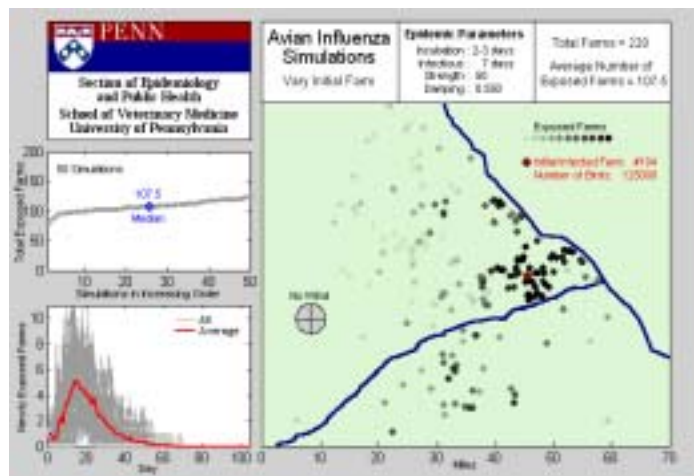 PENN
Section of Epidemiology
and Public Health
School of Veterinary Medicine
University of Pennsylvania
Avian Influenza
Simulations
Vary Initial Farm
Epidemic Parameters
Incubation : 2-3 days
Infectious : 7 days
Strength : 50
Damping :
Total Farms = 220
Average Number of
Exposed Farms = 107.5
200
150
100
50
0
Total Exposed Farms
50 Simulations
107.5
Median
10 20 30 40 50
Simulations in Increasing Order
10
8
6
4
2
0
Newly Exposed Farms
All
Average
0 20 40 60 80 100
Day
Exposed Farms
Initial Infected Farm: #194
Number of Birds:
No Initial
0 10 20 30 40 50 60 70
Miles